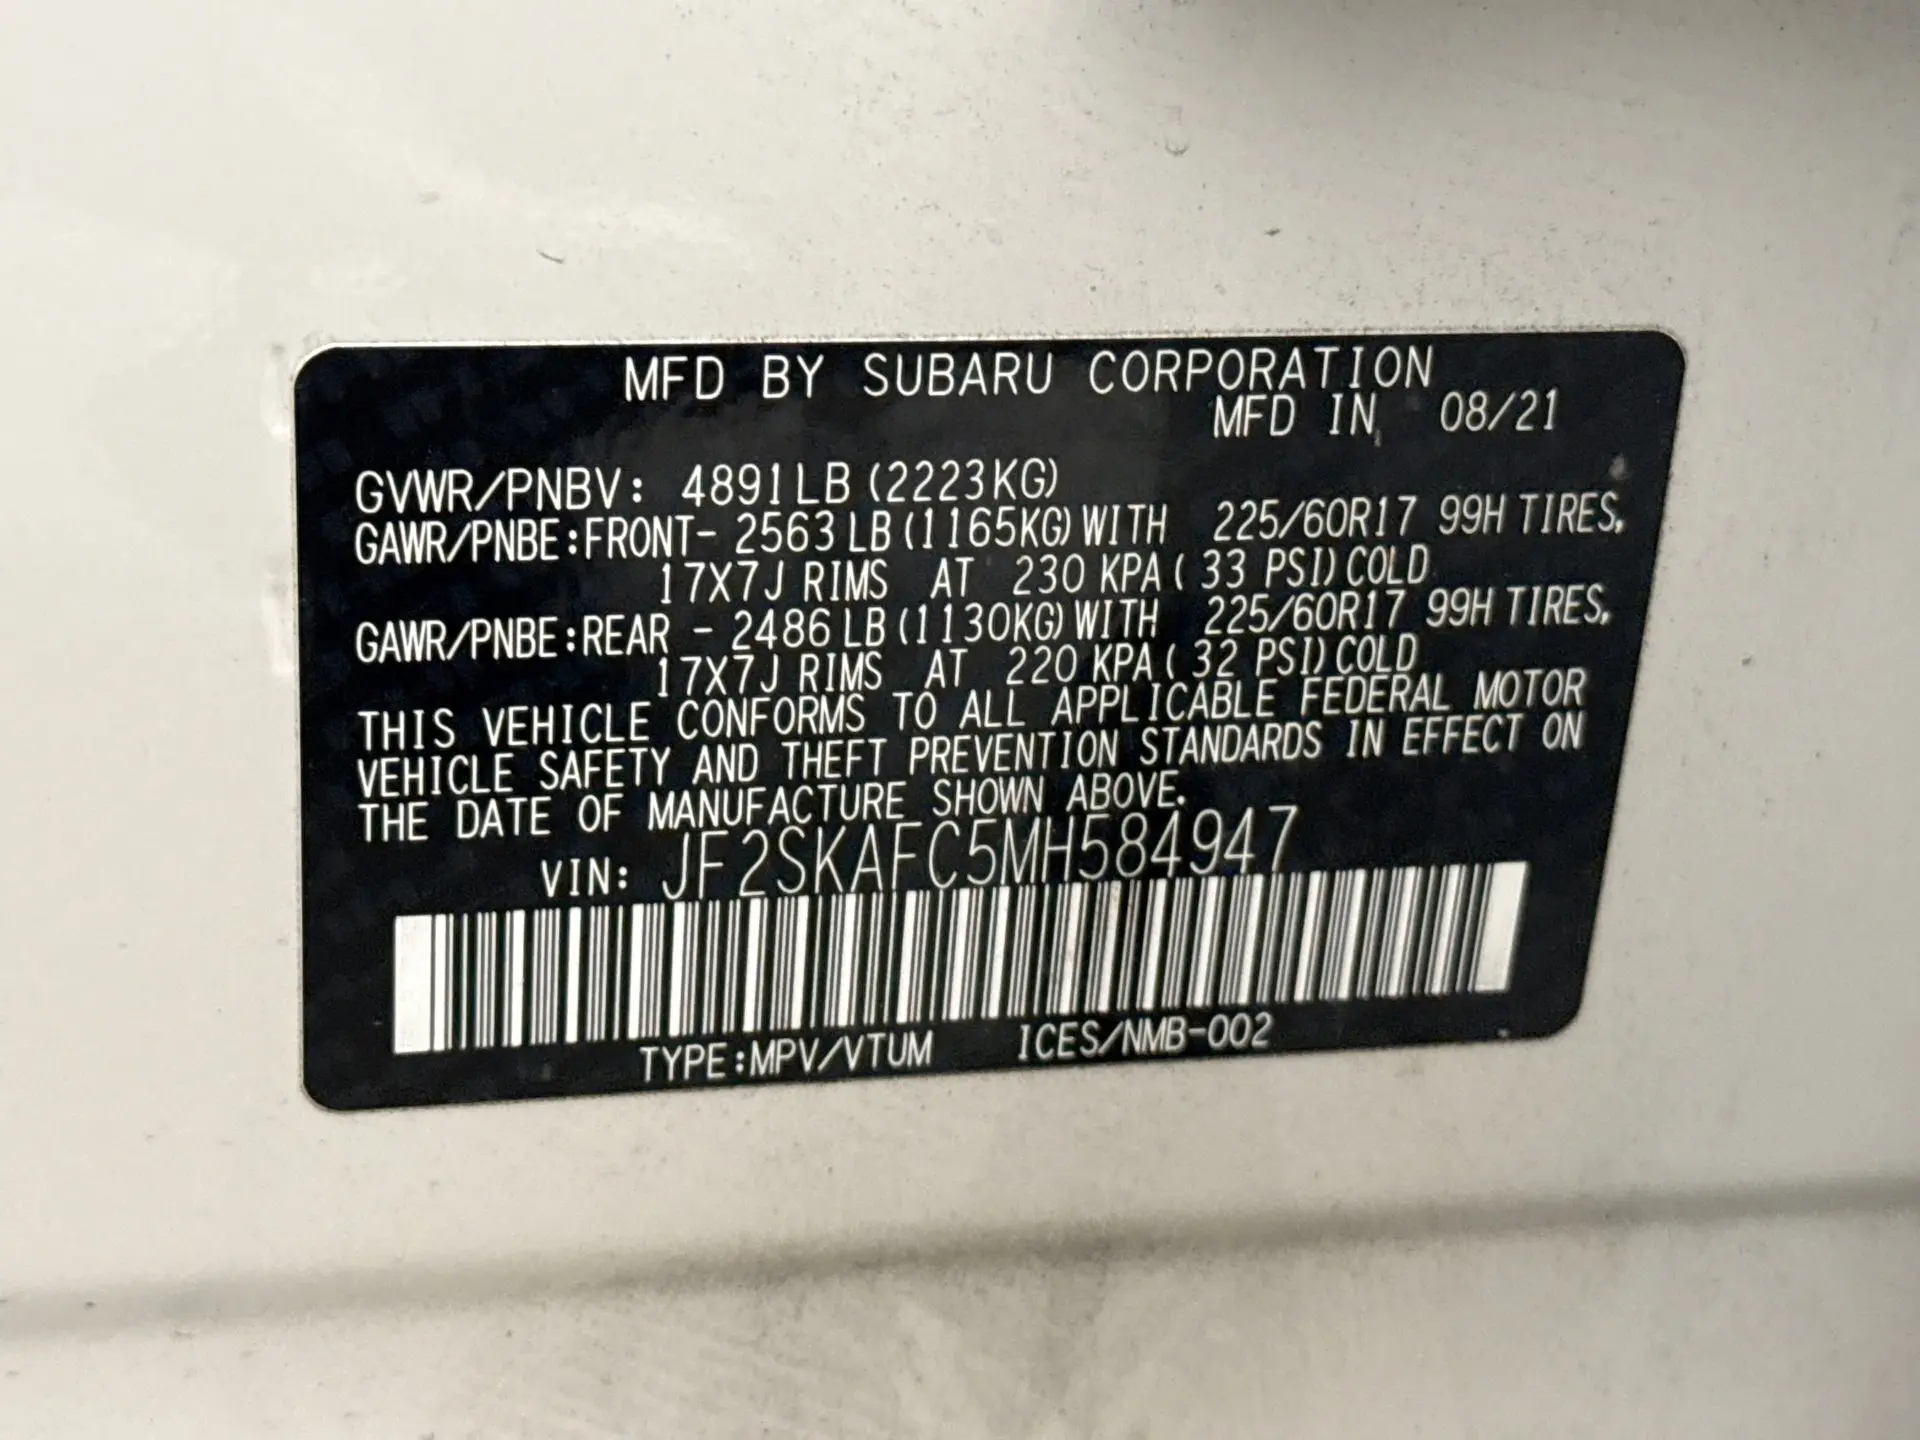 MFD BY SUBARU CORPORATION
MFD IN 08/21
GVWR/PNBV: 4891LB (2223KG)
GAWR/PNBE:FRONT- 2563 LB (1165KG) WITH 225/60R17 99H TIRES,
17X7J RIMS AT 230 KPA ( 33 PSI) COLD
GAWR/PNBE:REAR - 2486 LB (1130KG) WITH 225/60R17 99H TIRES,
17X7J RIMS AT 220 KPA ( 32 PSI) COLD
THIS VEHICLE CONFORMS TO ALL APPLICABLE FEDERAL MOTOR
VEHICLE SAFETY AND THEFT PREVENTION STANDARDS IN EFFECT ON
THE DATE OF MANUFACTURE SHOWN ABOVE.
VIN: JF2SKAFC5MH584947
TYPE:MPV/VTUM ICES/NMB-002